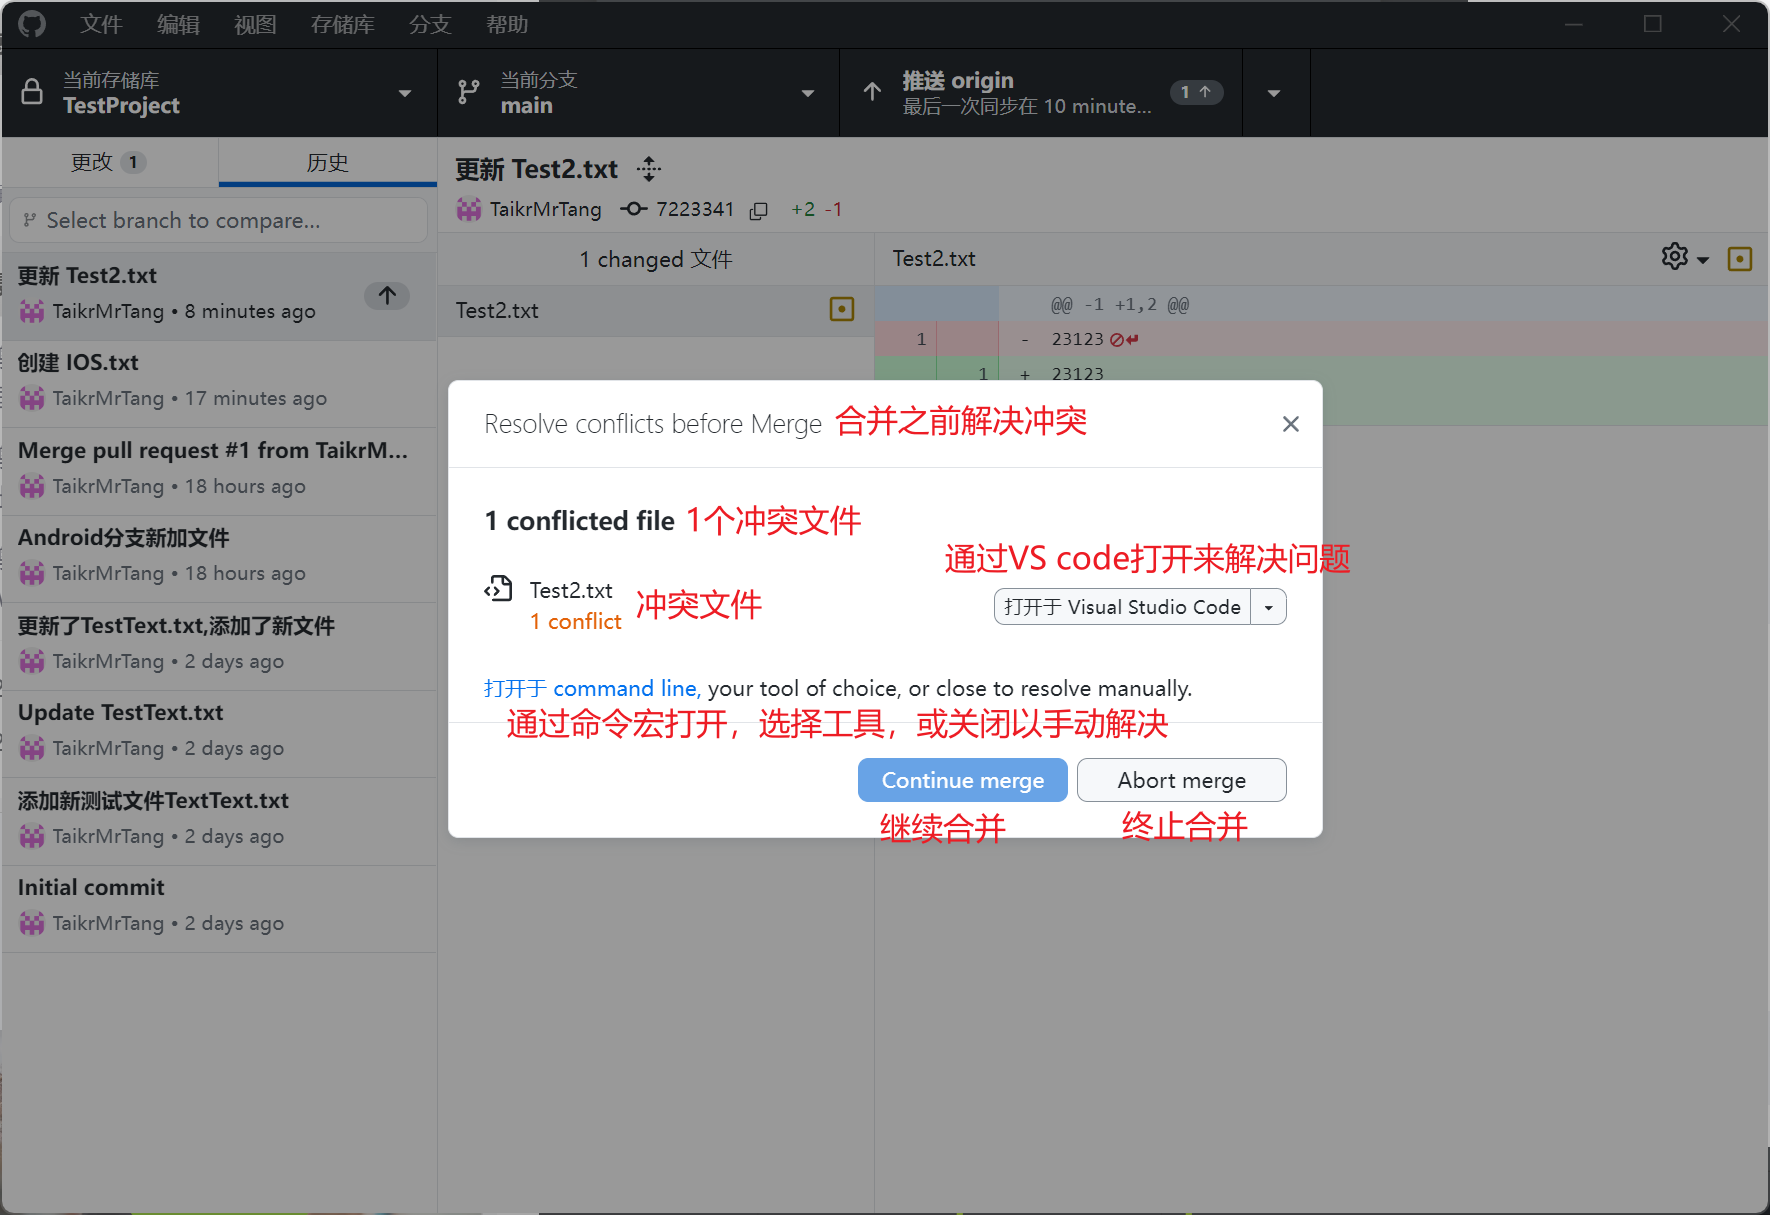 文件 编辑 视图 存储库 分支 帮助
当前存储库
TestProject
当前分支
main
推送 origin
最后一次同步在 10 minute...
1
更改 1
历史
Select branch to compare...
更新 Test2.txt
TaikrMrTang • 8 minutes ago
创建 IOS.txt
TaikrMrTang • 17 minutes ago
Merge pull request #1 from TaikrM...
TaikrMrTang • 18 hours ago
Android分支新加文件
TaikrMrTang • 18 hours ago
更新了TestText.txt,添加了新文件
TaikrMrTang • 2 days ago
Update TestText.txt
TaikrMrTang • 2 days ago
添加新测试文件TextText.txt
TaikrMrTang • 2 days ago
Initial commit
TaikrMrTang • 2 days ago
更新 Test2.txt
TaikrMrTang 7223341 +2 -1
1 changed 文件
Test2.txt
Test2.txt
@@ -1 +1,2 @@
1 - 23123
1 + 23123
Resolve conflicts before Merge 合并之前解决冲突
1 conflicted file 1个冲突文件
通过VS code打开来解决问题
Test2.txt
1 conflict
冲突文件
打开于 Visual Studio Code
打开于 command line, your tool of choice, or close to resolve manually.
通过命令宏打开，选择工具，或关闭以手动解决
Continue merge
Abort merge
继续合并
终止合并